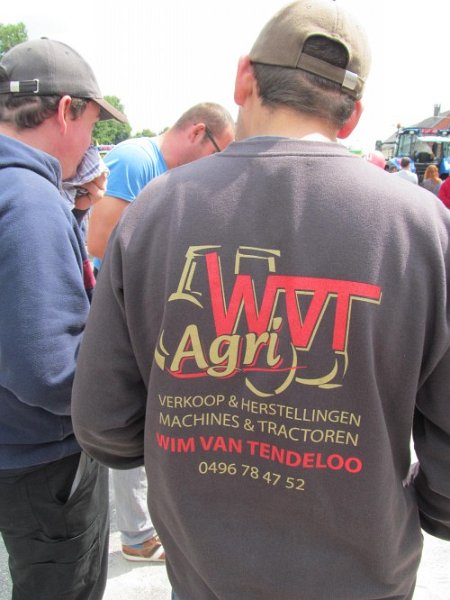 WVT
Agri
VERKOOP & HERSTELLINGEN
MACHINES & TRACTOREN
WIM VAN TENDELOO
0496 78 47 52